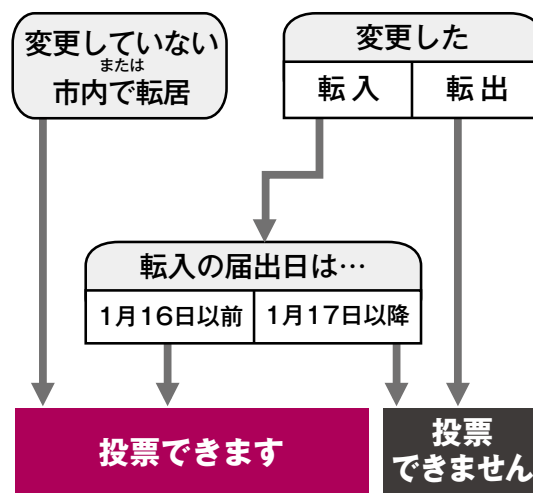 変更していない
または
市内で転居
変更した
転入
転出
転入の届出日は…
1月16日以前
1月17日以降
投票できます
投票
できません